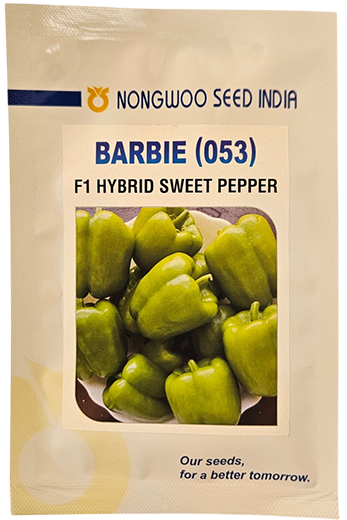 NONGWOO SEED INDIA
BARBIE (053)
F1 HYBRID SWEET PEPPER
Our seeds,
for a better tomorrow.